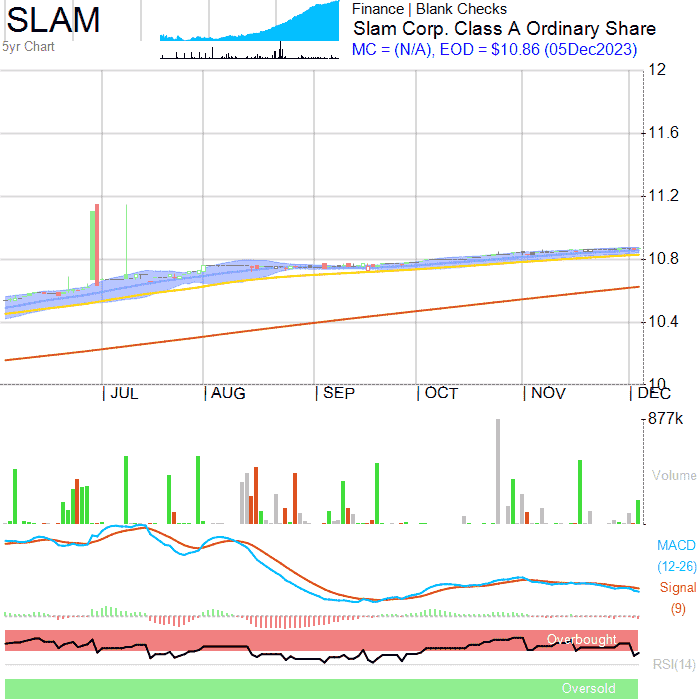 SLAM
5yr Chart
Finance | Blank Checks
Slam Corp. Class A Ordinary Share
MC = (N/A), EOD = $10.86 (05Dec2023)
12
11.6
11.2
10.8
10.4
10
JUL AUG SEP OCT NOV DEC
877k
Volume
MACD
(12-26)
Signal
(9)
Overbought
RSI(14)
Oversold